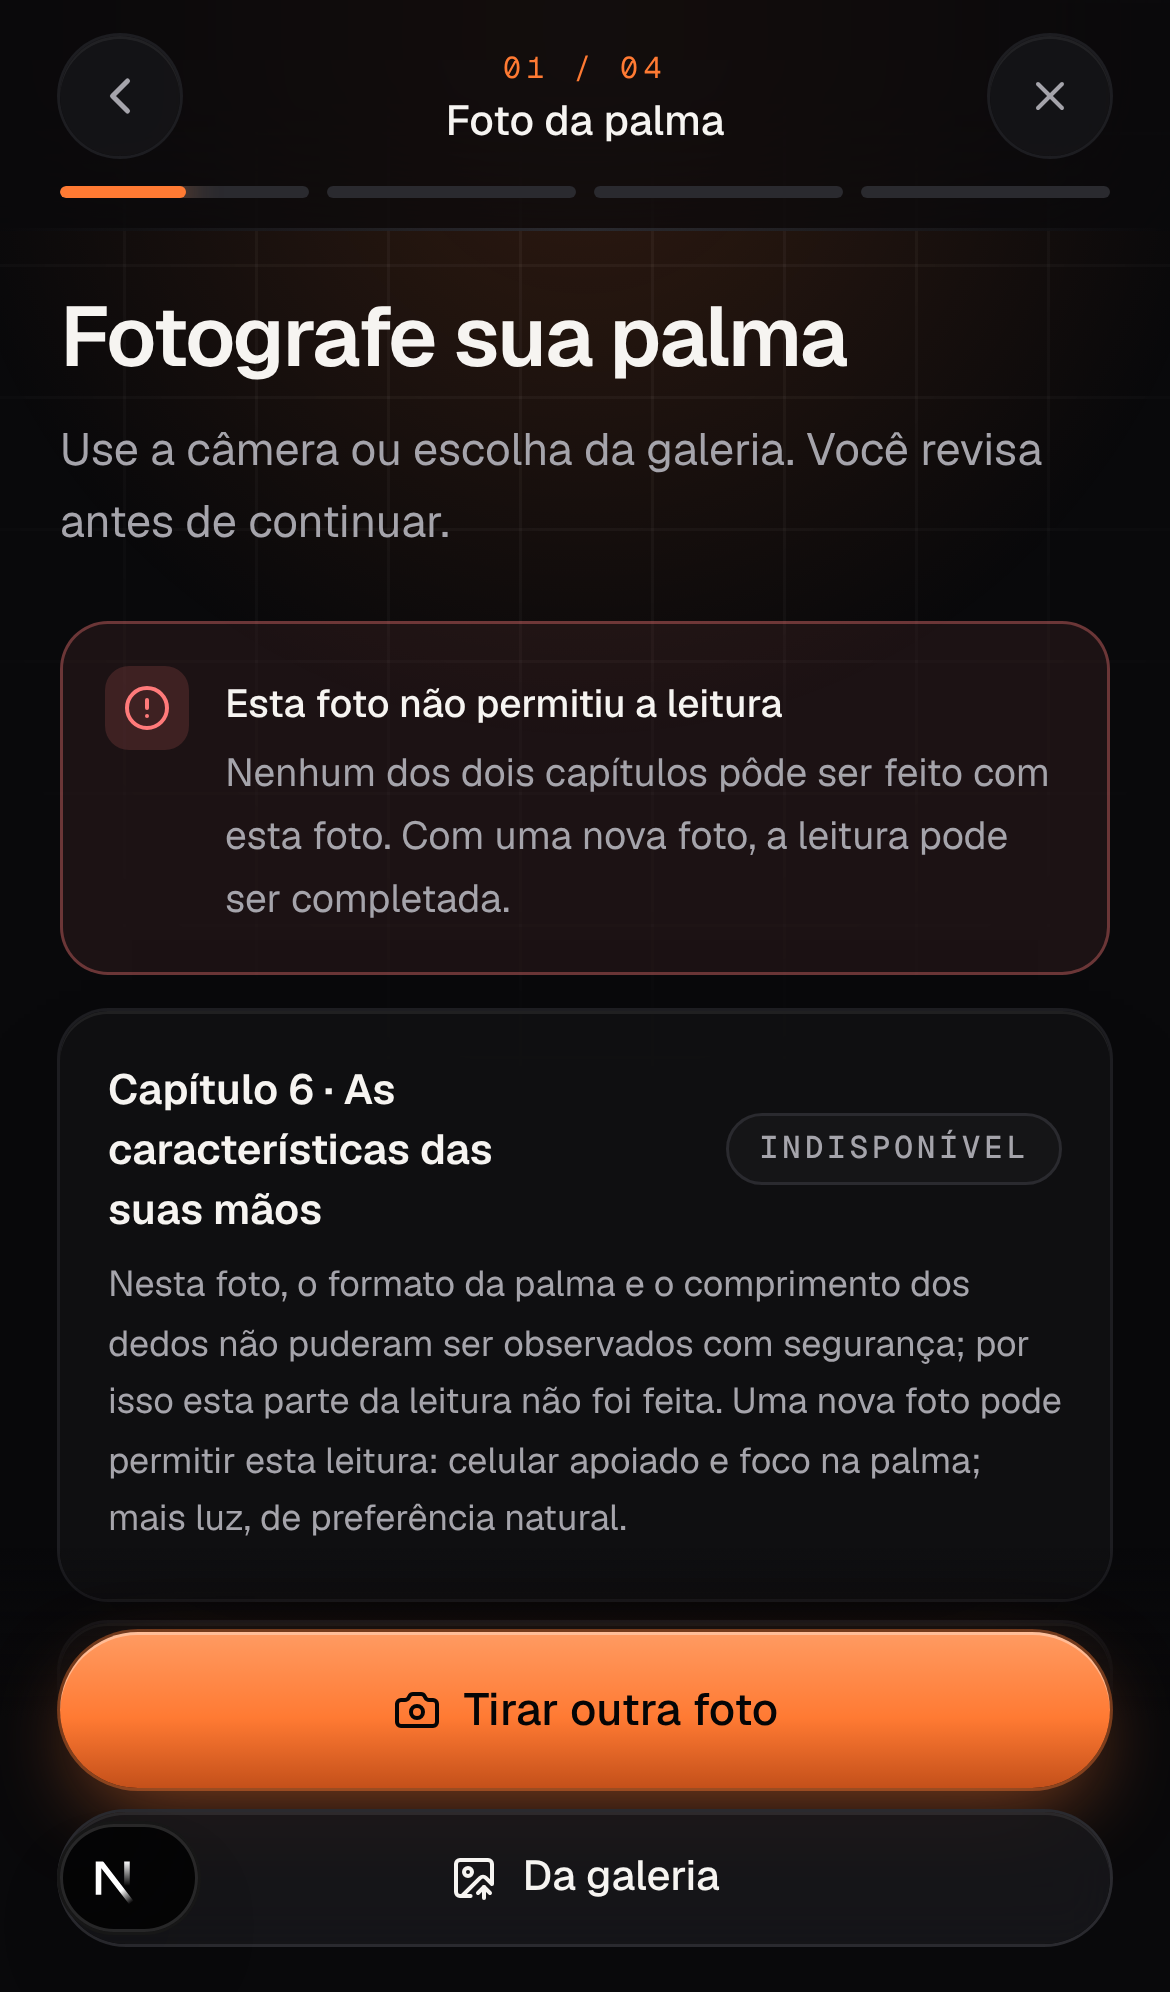 01 / 04
Foto da palma
Fotografe sua palma
Use a câmera ou escolha da galeria. Você revisa
antes de continuar.
Esta foto não permitiu a leitura
Nenhum dos dois capítulos pôde ser feito com
esta foto. Com uma nova foto, a leitura pode
ser completada.
Capítulo 6 · As
características das
suas mãos
INDISPONÍVEL
Nesta foto, o formato da palma e o comprimento dos
dedos não puderam ser observados com segurança; por
isso esta parte da leitura não foi feita. Uma nova foto pode
permitir esta leitura: celular apoiado e foco na palma;
mais luz, de preferência natural.
Tirar outra foto
N
Da galeria